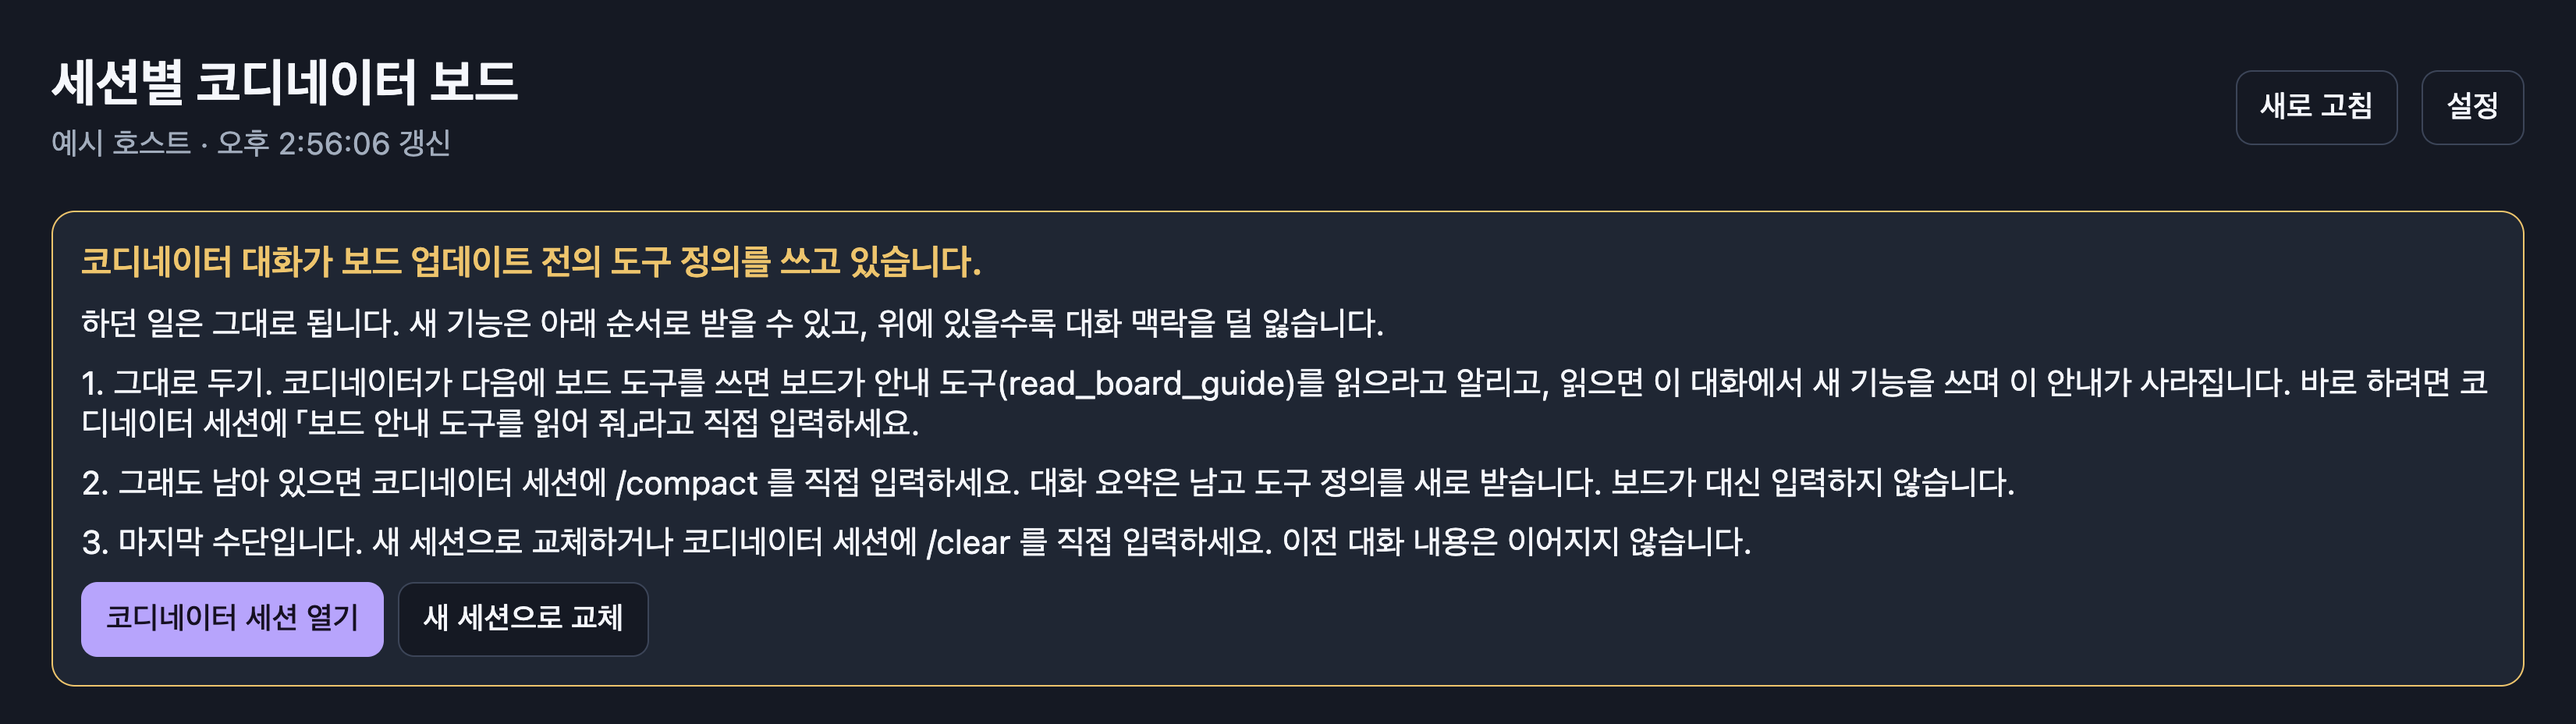 세션별 코디네이터 보드
예시 호스트 · 오후 2:56:06 갱신
새로 고침
설정
코디네이터 대화가 보드 업데이트 전의 도구 정의를 쓰고 있습니다.
하던 일은 그대로 됩니다. 새 기능은 아래 순서로 받을 수 있고, 위에 있을수록 대화 맥락을 덜 잃습니다.
1. 그대로 두기. 코디네이터가 다음에 보드 도구를 쓰면 보드가 안내 도구(read_board_guide)를 읽으라고 알리고, 읽으면 이 대화에서 새 기능을 쓰며 이 안내가 사라집니다. 바로 하려면 코
디네이터 세션에 「보드 안내 도구를 읽어 줘」라고 직접 입력하세요.
2. 그래도 남아 있으면 코디네이터 세션에 /compact 를 직접 입력하세요. 대화 요약은 남고 도구 정의를 새로 받습니다. 보드가 대신 입력하지 않습니다.
3. 마지막 수단입니다. 새 세션으로 교체하거나 코디네이터 세션에 /clear 를 직접 입력하세요. 이전 대화 내용은 이어지지 않습니다.
코디네이터 세션 열기
새 세션으로 교체